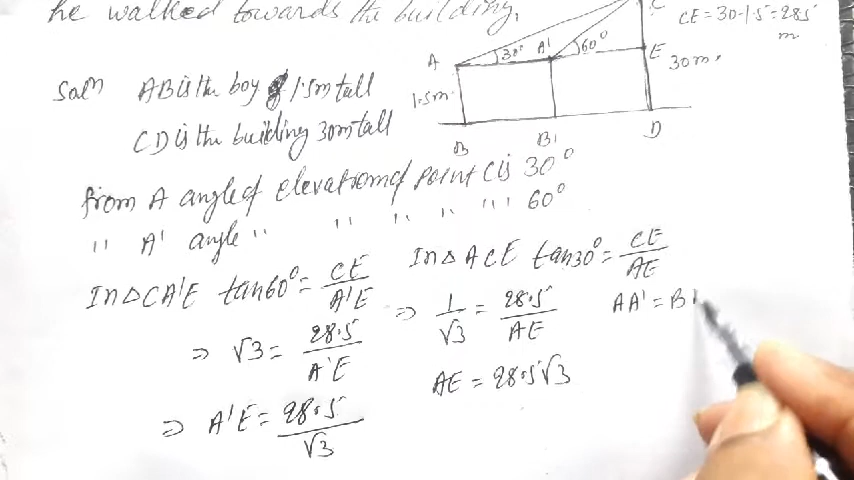 he walked towards the building.
C
CE = 30-1.5 = 28.5
m
A 30° A' 60° E 30m.
1.5m.
B B' D
Soln AB is the boy 1.5m tall
CD is the building 30m tall
from A angle of elevation of point C is 30°
'' A' angle '' '' '' '' '' '' 60°
In △CA'E tan60° = CE/A'E
⇒ √3 = 28.5/A'E
⇒ A'E = 28.5/√3
In △ ACE tan30° = CE/AE
⇒ 1/√3 = 28.5/AE
AE = 28.5√3
AA' = B